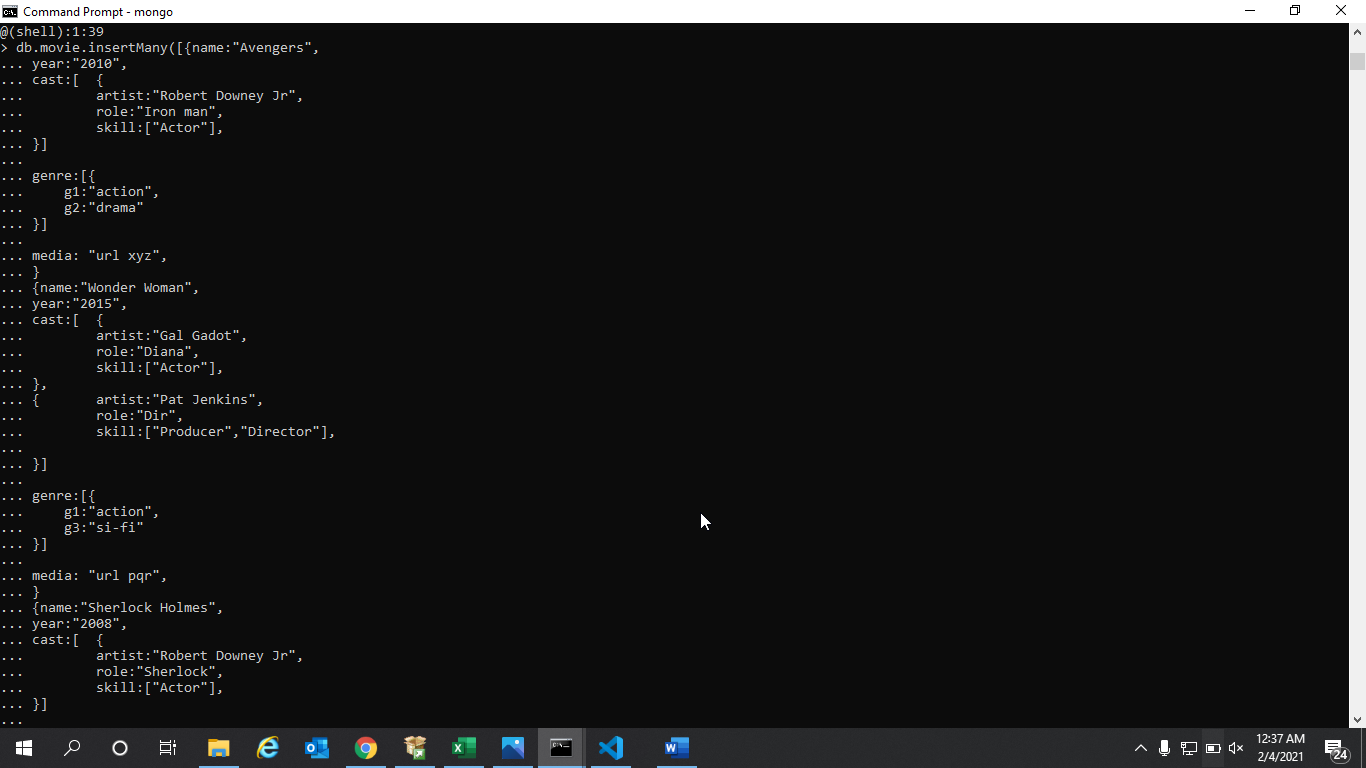 Command Prompt - mongo
@(shell):1:39
> db.movie.insertMany([{name:"Avengers",
... year:"2010",
... cast:[  {
...         artist:"Robert Downey Jr",
...         role:"Iron man",
...         skill:["Actor"],
... }]
...
... genre:[{
...     g1:"action",
...     g2:"drama"
... }]
...
... media: "url xyz",
... }
... {name:"Wonder Woman",
... year:"2015",
... cast:[  {
...         artist:"Gal Gadot",
...         role:"Diana",
...         skill:["Actor"],
... },
... {       artist:"Pat Jenkins",
...         role:"Dir",
...         skill:["Producer","Director"],
...
... }]
...
... genre:[{
...     g1:"action",
...     g3:"si-fi"
... }]
...
... media: "url pqr",
... }
... {name:"Sherlock Holmes",
... year:"2008",
... cast:[  {
...         artist:"Robert Downey Jr",
...         role:"Sherlock",
...         skill:["Actor"],
... }]
...
12:37 AM
2/4/2021
24